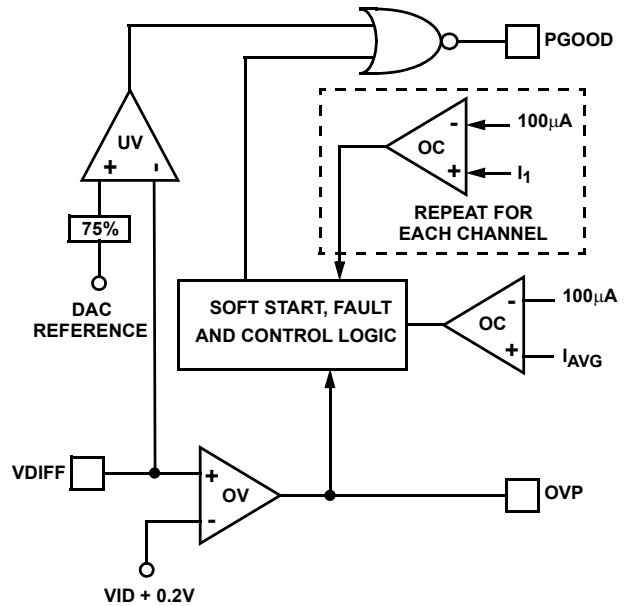 PGOOD
UV
+ -
75%
DAC
REFERENCE
- 100μA
OC
+ I1
REPEAT FOR
EACH CHANNEL
SOFT START, FAULT
AND CONTROL LOGIC
- 100μA
OC
+ IAVG
VDIFF
+
OV
-
OVP
VID + 0.2V